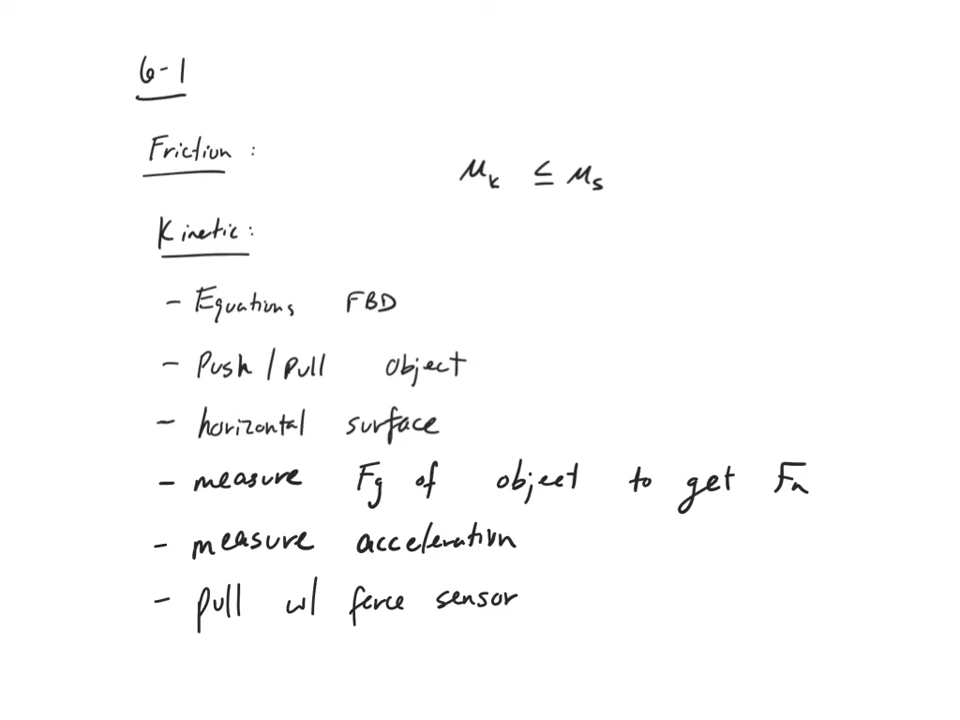 6-1
Friction :
μk ≤ μs
Kinetic :
- Equations FBD
- Push/pull object
- horizontal surface
- measure Fg of object to get Fn
- measure acceleration
- pull w/ force sensor